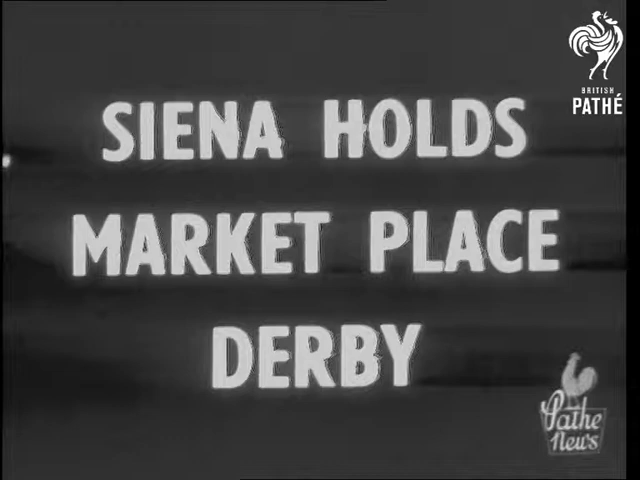 BRITISH
PATHÉ
SIENA HOLDS
MARKET PLACE
DERBY
Pathe
News